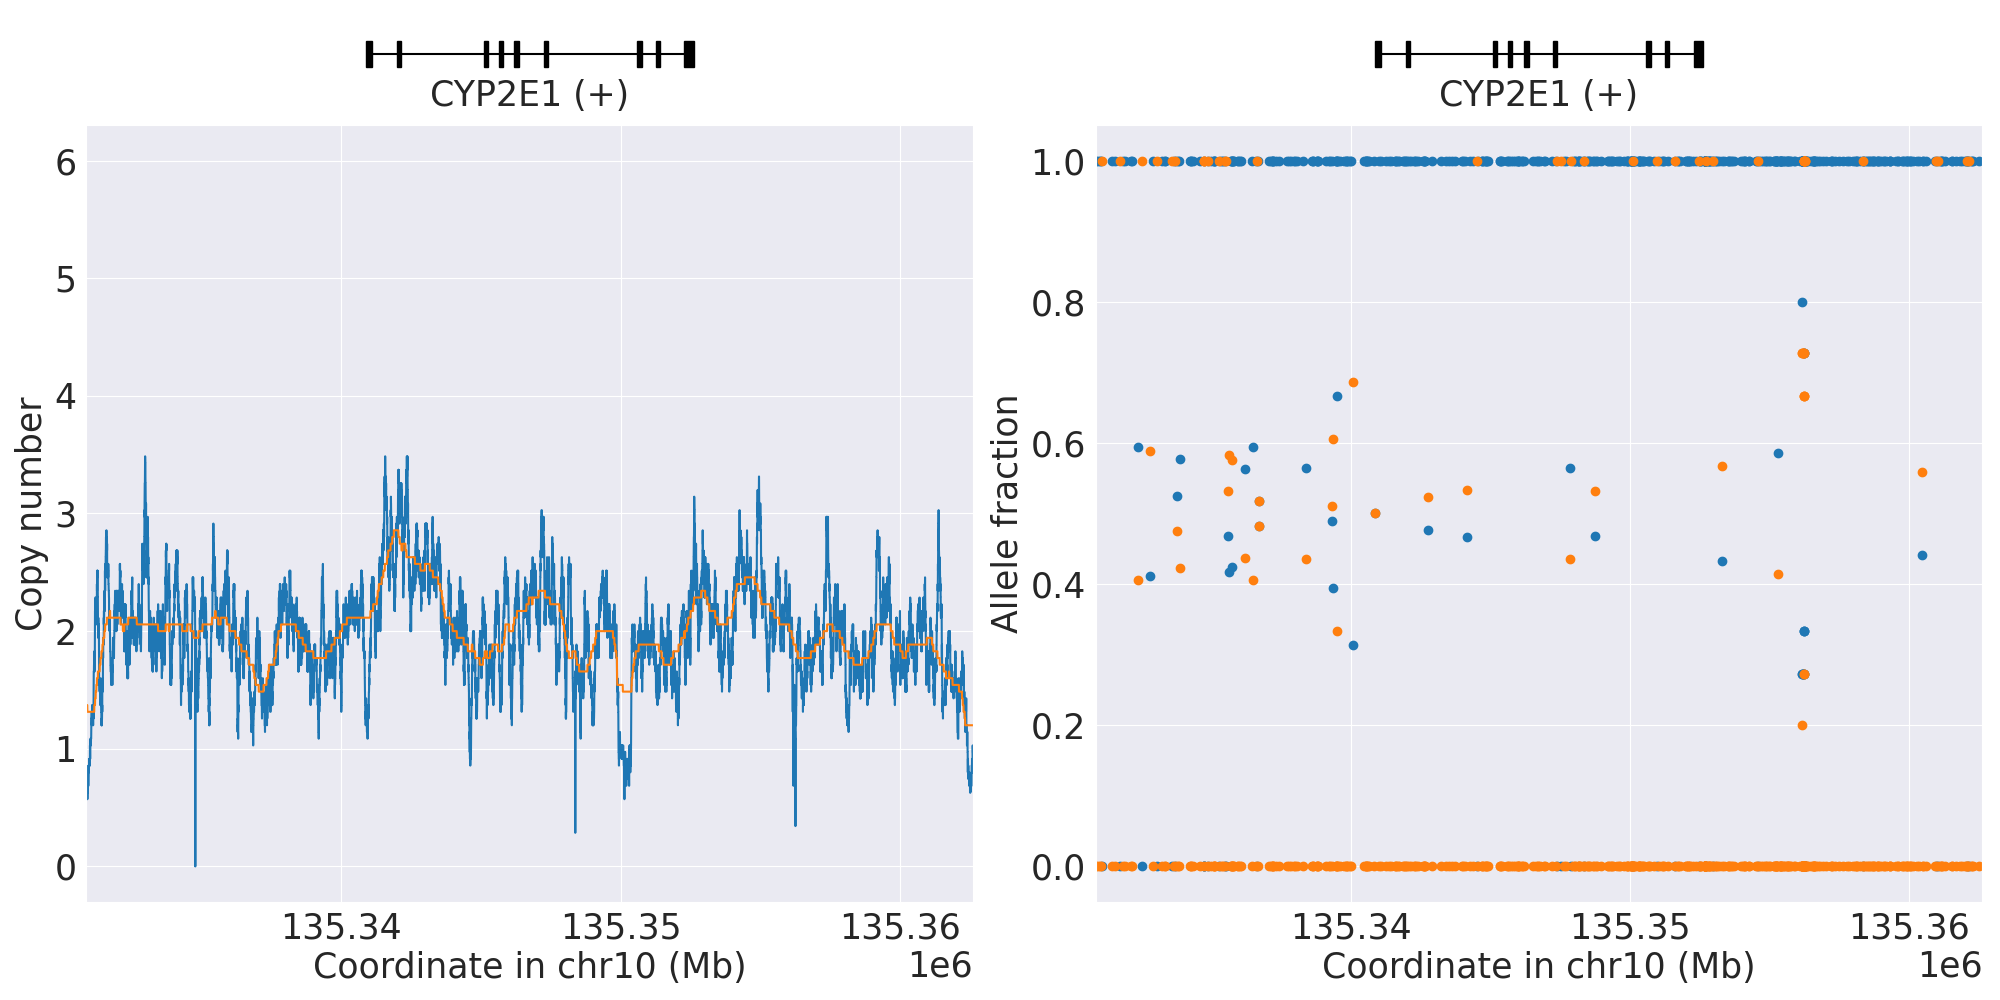 CYP2E1 (+)
6
5
4
3
2
1
0
Copy number
135.34 135.35 135.36
1e6
Coordinate in chr10 (Mb)
CYP2E1 (+)
1.0
0.8
0.6
0.4
0.2
0.0
Allele fraction
135.34 135.35 135.36
1e6
Coordinate in chr10 (Mb)